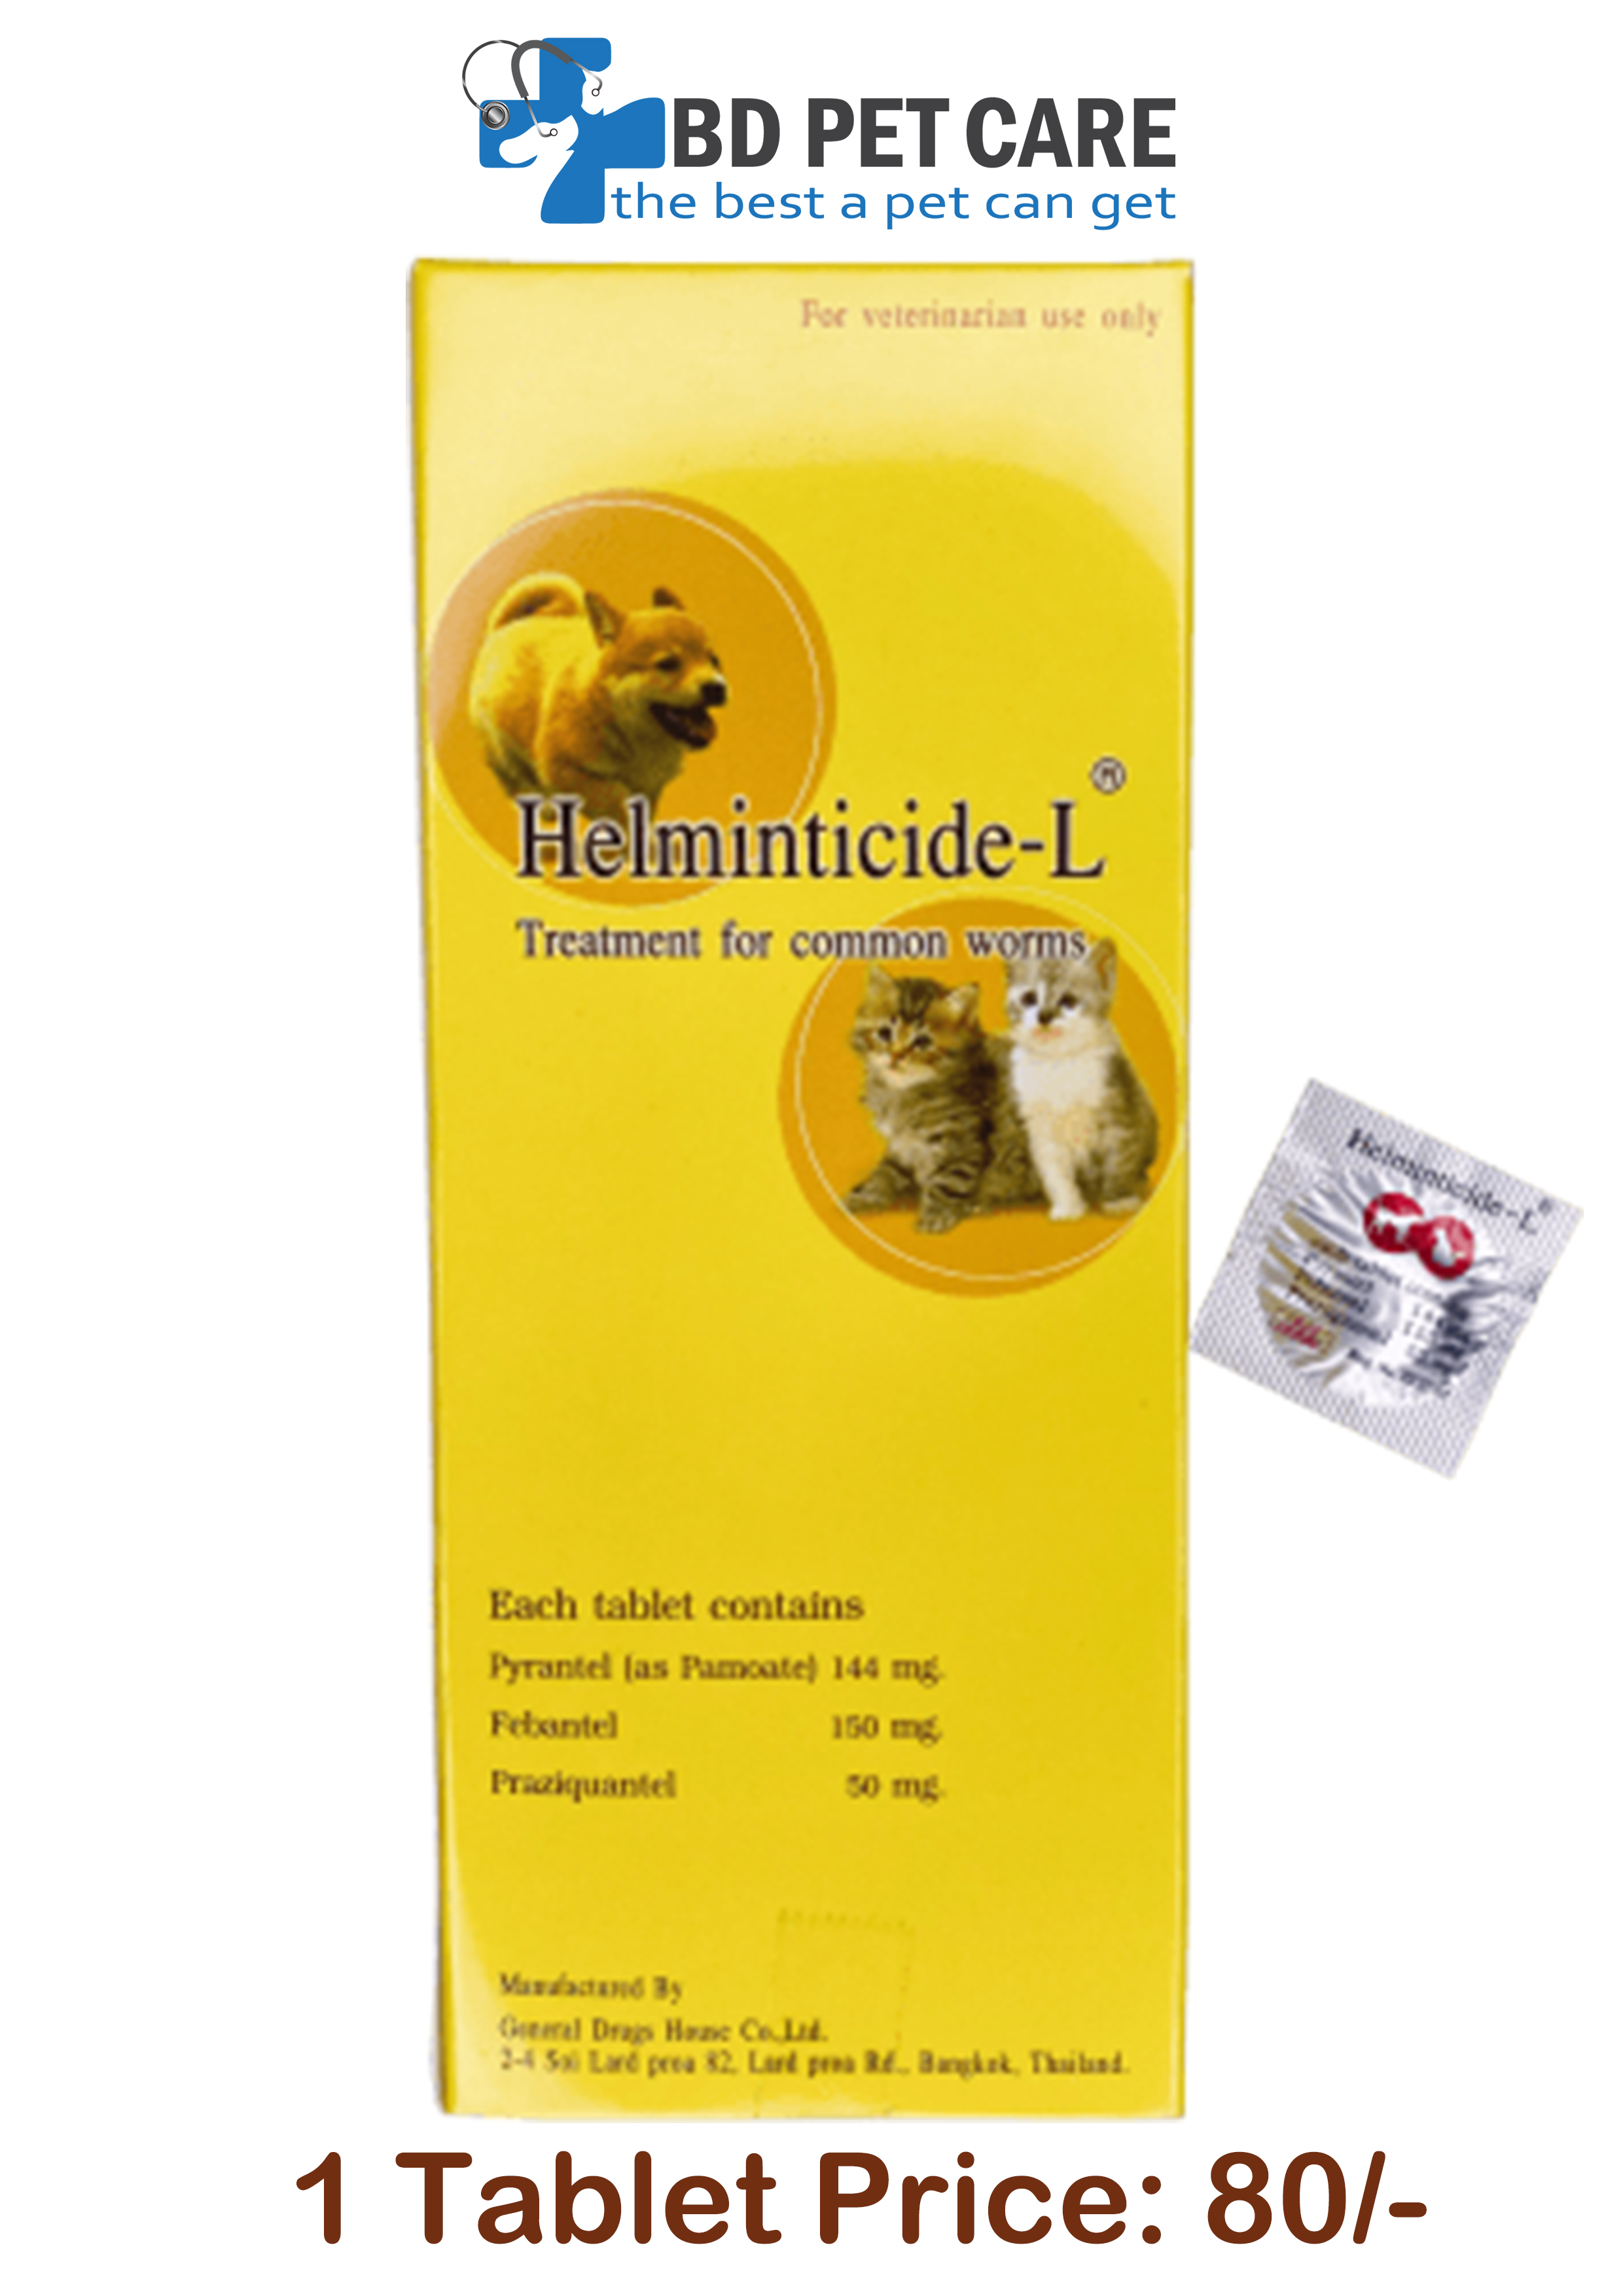 BD PET CARE
the best a pet can get
For veterinarian use only
Helminticide-L®
Treatment for common worms
Each tablet contains
Pyrantel (as Pamoate) 144 mg.
Febantel 150 mg.
Praziquantel 50 mg.
Manufactured By
General Drugs House Co.,Ltd.
2-4 Soi Lard prea 82, Lard prea Rd., Bangkok, Thailand.
Helminticide-L®
1 Tablet Price: 80/-